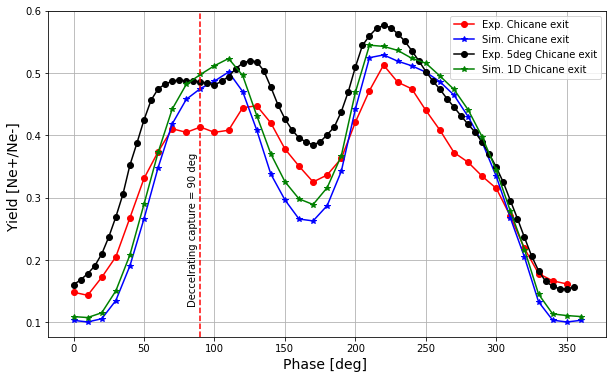 0.6
0.5
0.4
0.3
0.2
0.1
Yield [Ne+/Ne-]
0
50
100
150
200
250
300
350
Phase [deg]
Deccelrating capture = 90 deg
Exp. Chicane exit
Sim. Chicane exit
Exp. 5deg Chicane exit
Sim. 1D Chicane exit